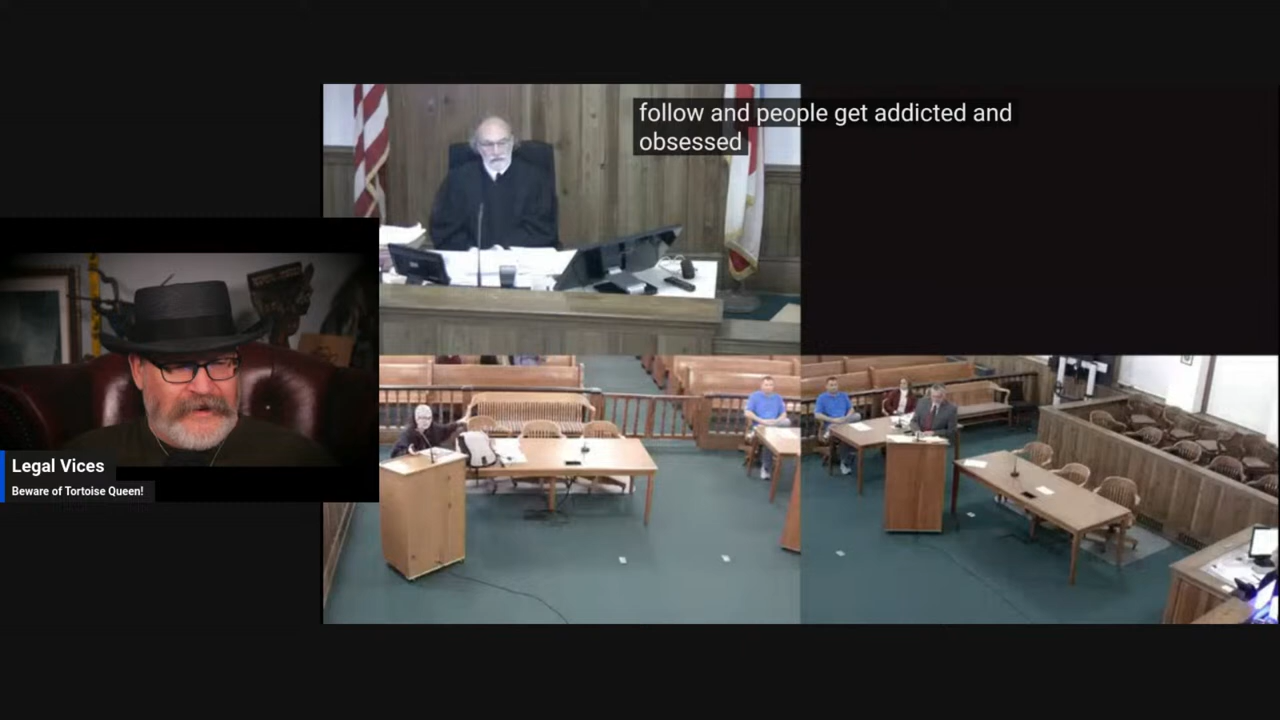 follow and people get addicted and
obsessed
Legal Vices
Beware of Tortoise Queen!